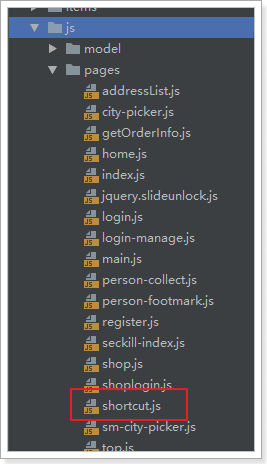 items
js
model
pages
addressList.js
city-picker.js
getOrderInfo.js
home.js
index.js
jquery.slideunlock.js
login.js
login-manage.js
main.js
person-collect.js
person-footmark.js
register.js
seckill-index.js
shop.js
shoplogin.js
shortcut.js
sm-city-picker.js
top.js